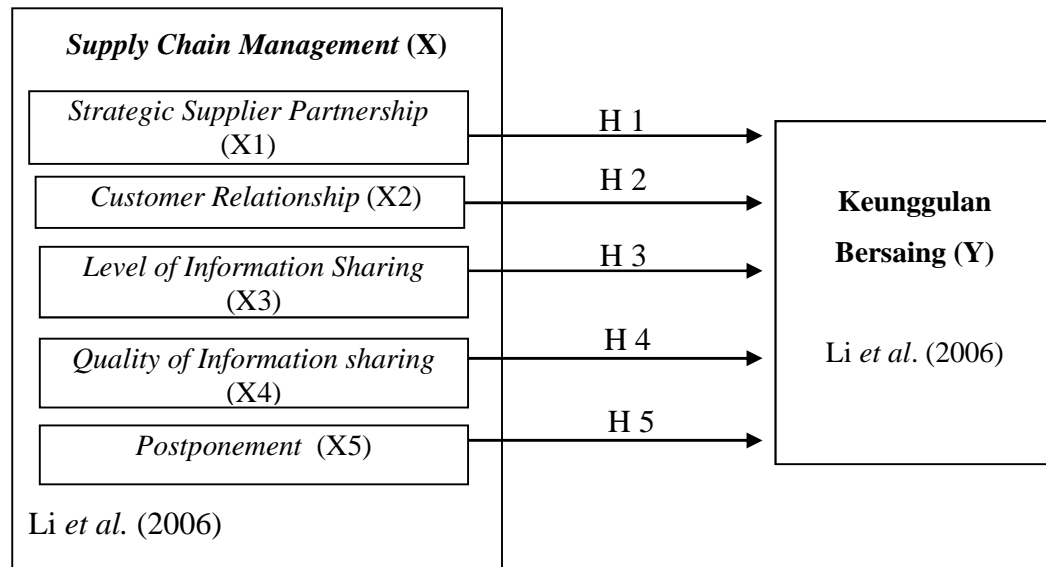 Supply Chain Management (X)
Strategic Supplier Partnership
(X1)
Customer Relationship (X2)
Level of Information Sharing
(X3)
Quality of Information sharing
(X4)
Postponement (X5)
Li et al. (2006)
H 1
H 2
H 3
H 4
H 5
Keunggulan
Bersaing (Y)
Li et al. (2006)